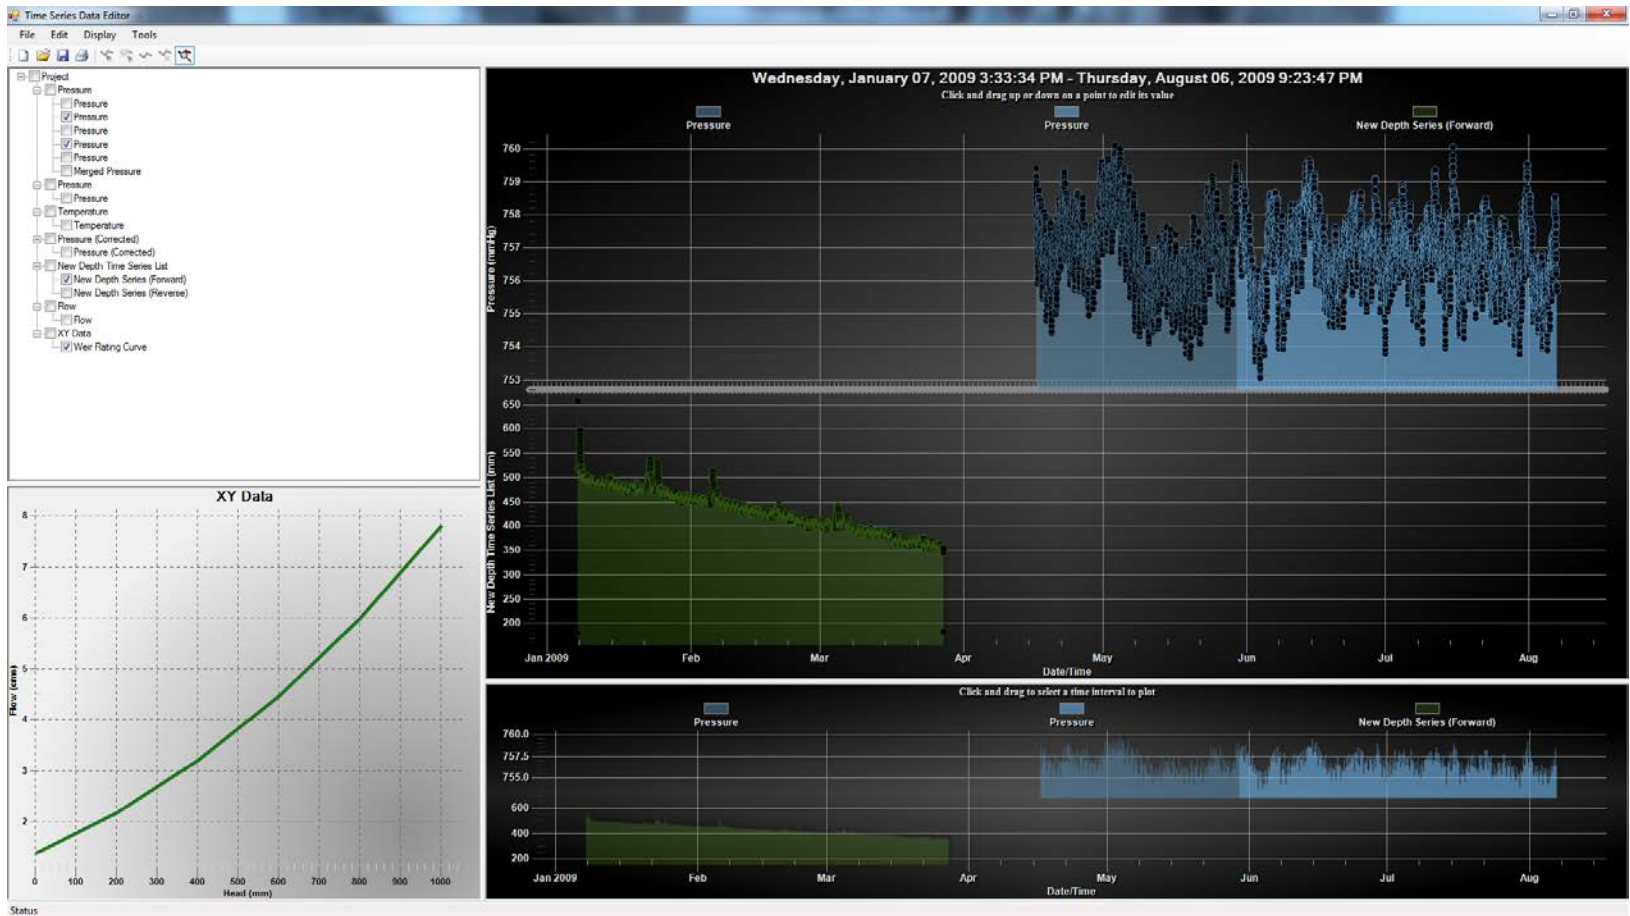 Time Series Data Editor
File Edit Display Tools
Project
Pressure
Pressure
Pressure
Pressure
Pressure
Pressure
Merged Pressure
Pressure
Pressure
Temperature
Temperature
Pressure (Corrected)
Pressure (Corrected)
New Depth Time Series List
New Depth Series (Forward)
New Depth Series (Reverse)
Flow
Flow
XY Data
Weir Rating Curve
XY Data
8
7
6
5
4
3
2
Flow (cms)
0 100 200 300 400 500 600 700 800 900 1000
Head (mm)
Wednesday, January 07, 2009 3:33:34 PM - Thursday, August 06, 2009 9:23:47 PM
Click and drag up or down on a point to edit its value
Pressure Pressure New Depth Series (Forward)
760
759
758
757
756
755
754
753
Pressure (mmHg)
650
600
550
500
450
400
350
300
250
200
New Depth Time Series List (mm)
Jan 2009 Feb Mar Apr May Jun Jul Aug
Date/Time
Click and drag to select a time interval to plot
Pressure Pressure New Depth Series (Forward)
760.0
757.5
755.0
600
400
200
Jan 2009 Feb Mar Apr May Jun Jul Aug
Date/Time
Status